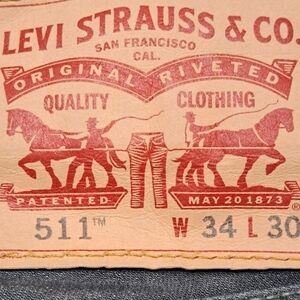 LEVI STRAUSS & CO.
SAN FRANCISCO
CAL.
ORIGINAL RIVETED
QUALITY CLOTHING
PATENTED MAY 20 1873 ®
511™ W 34 L 30